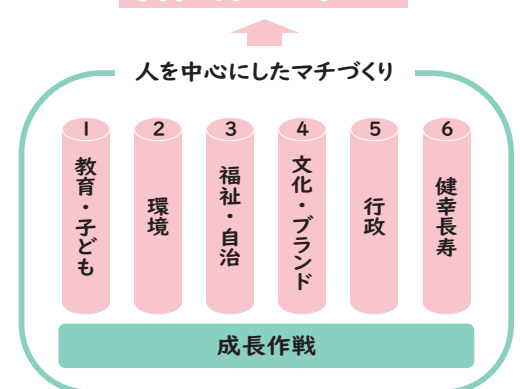 人を中心にしたマチづくり
1
教育・子ども
2
環境
3
福祉・自治
4
文化・ブランド
5
行政
6
健幸長寿
成長作戦